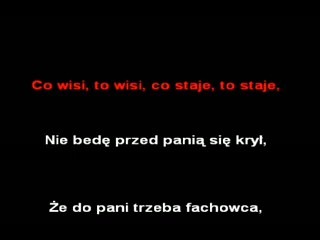 Co wisi, to wisi, co staje, to staje,
Nie bedę przed panią się krył,
Że do pani trzeba fachowca,